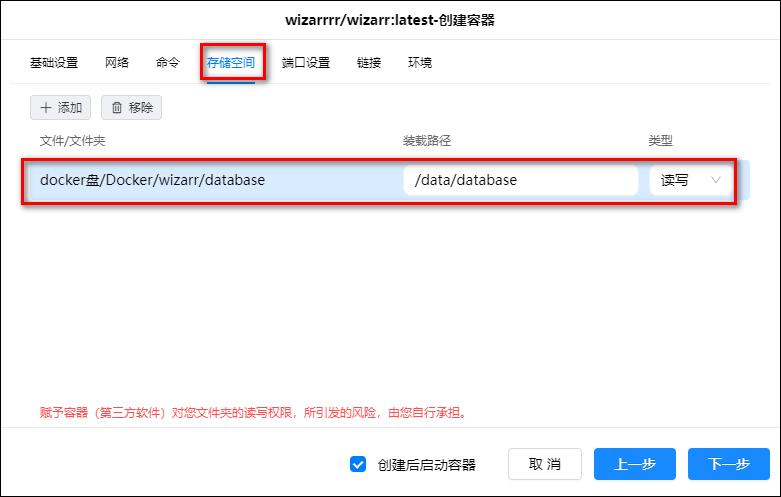 wizarrrr/wizarr:latest-创建容器
基础设置 网络 命令 存储空间 端口设置 链接 环境
添加 移除
文件/文件夹 装载路径 类型
docker盘/Docker/wizarr/database /data/database 读写
赋予容器（第三方软件）对您文件夹的读写权限，所引发的风险，由您自行承担。
创建后启动容器 取 消 上一步 下一步